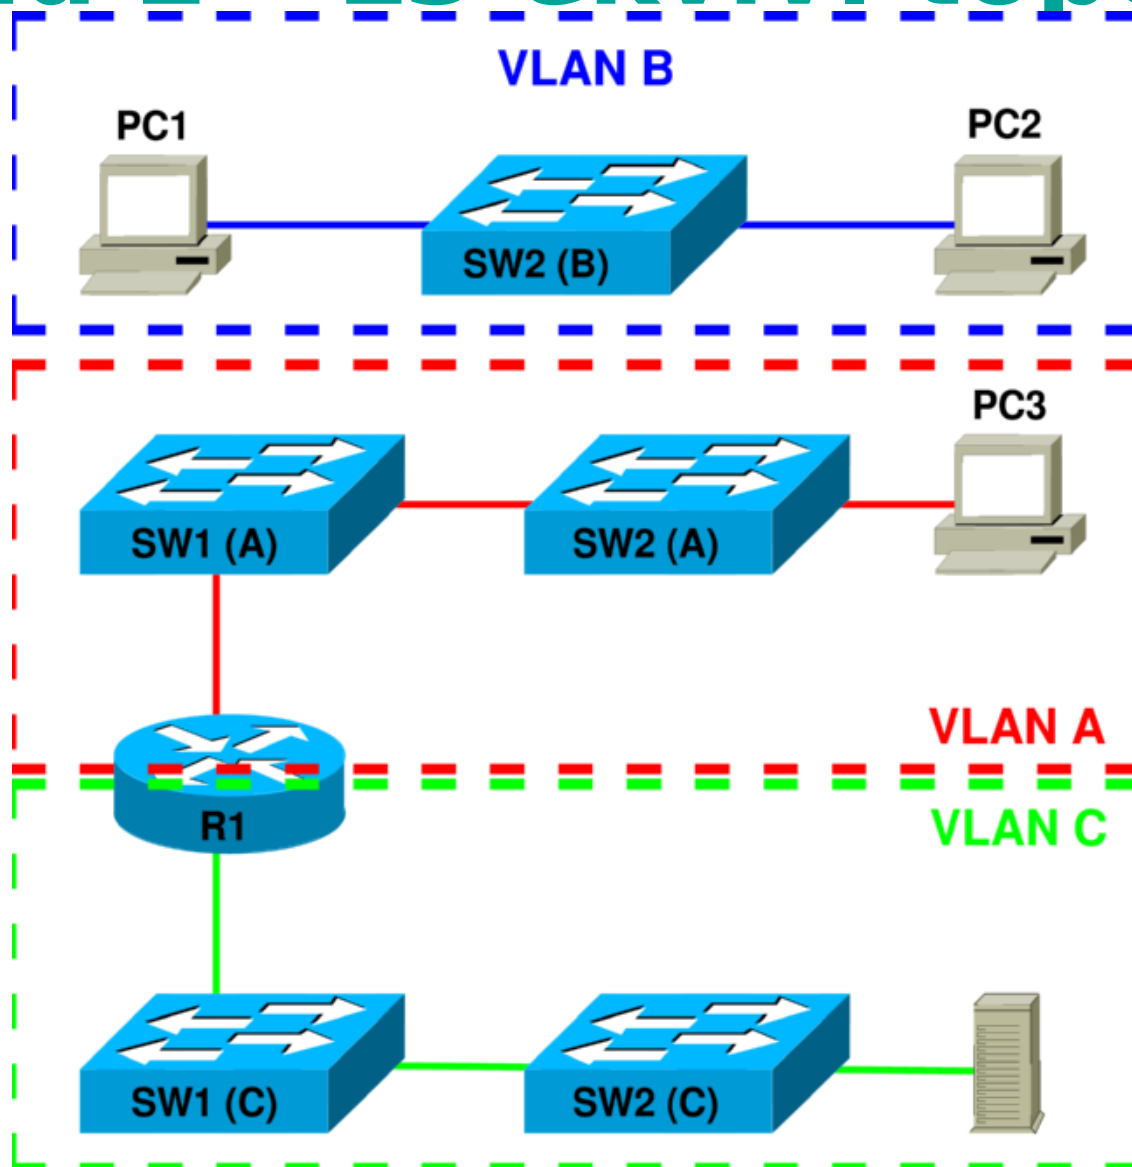 VLAN B
PC1
PC2
SW2 (B)
PC3
SW1 (A)
SW2 (A)
VLAN A
R1
VLAN C
SW1 (C)
SW2 (C)